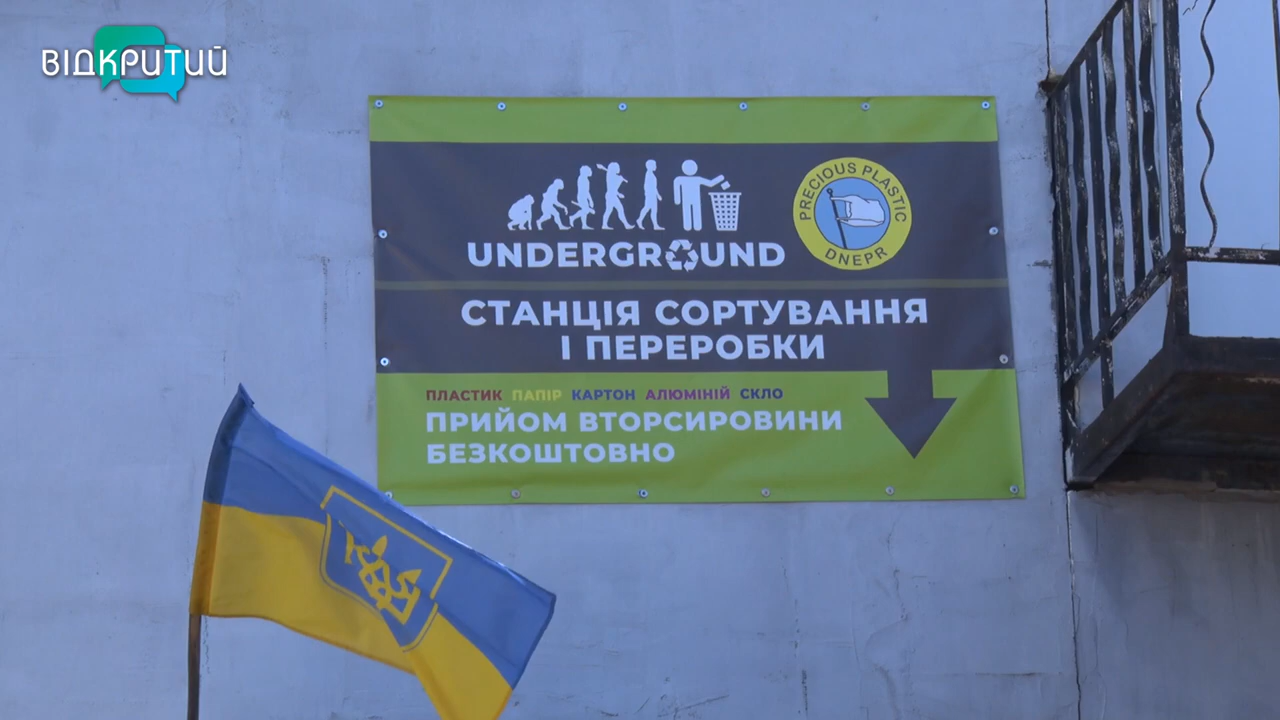 ВІДКРИТИЙ
UNDERGROUND
PRECIOUS PLASTIC
DNEPR
СТАНЦІЯ СОРТУВАННЯ
І ПЕРЕРОБКИ
ПЛАСТИК ПАПІР КАРТОН АЛЮМІНІЙ СКЛО
ПРИЙОМ ВТОРСИРОВИНИ
БЕЗКОШТОВНО